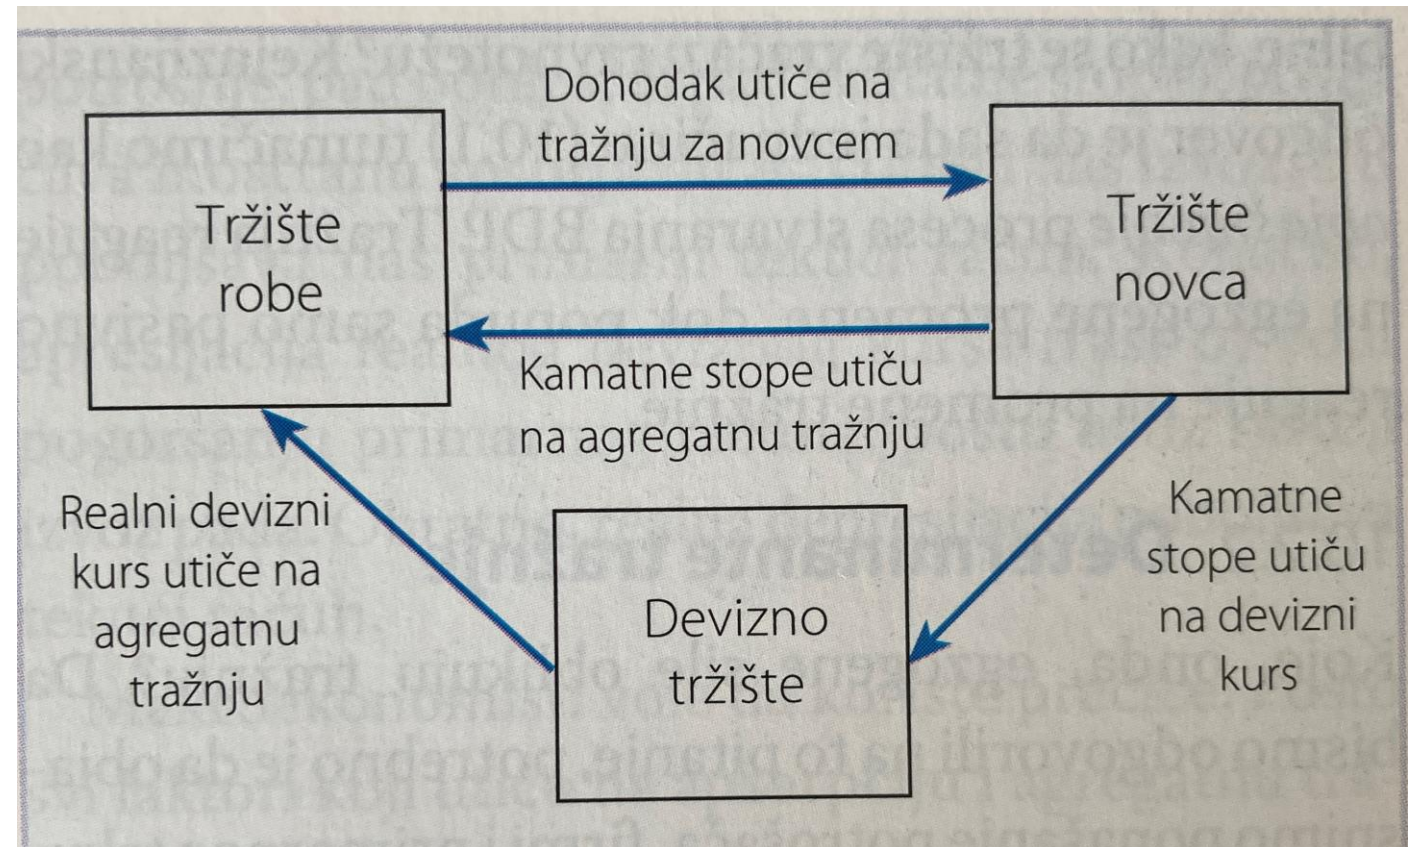 Dohodak utiče na
tražnju za novcem
Tržište
robe
Tržište
novca
Kamatne stope utiču
na agregatnu tražnju
Realni devizni
kurs utiče na
agregatnu
tražnju
Devizno
tržište
Kamatne
stope utiču
na devizni
kurs